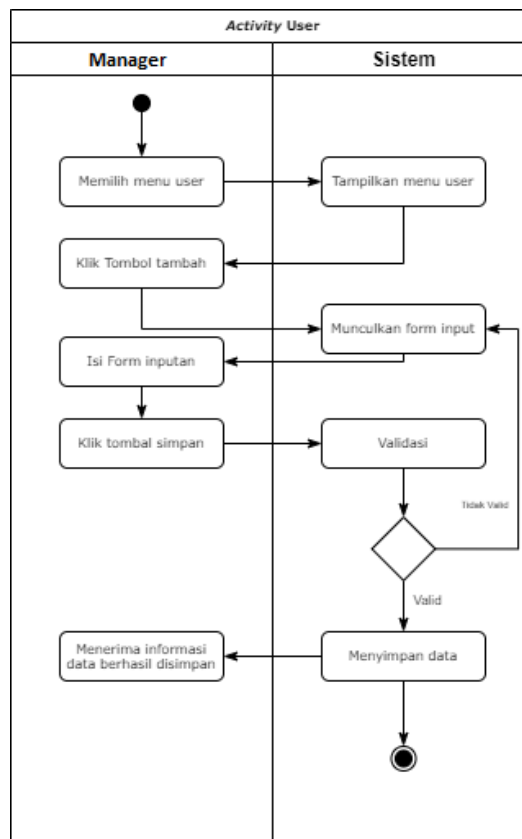 Activity User
Manager
Sistem
Memilih menu user
Tampilkan menu user
Klik Tombol tambah
Munculkan form input
Isi Form inputan
Klik tombal simpan
Validasi
Tidak Valid
Valid
Menerima informasi
data berhasil disimpan
Menyimpan data